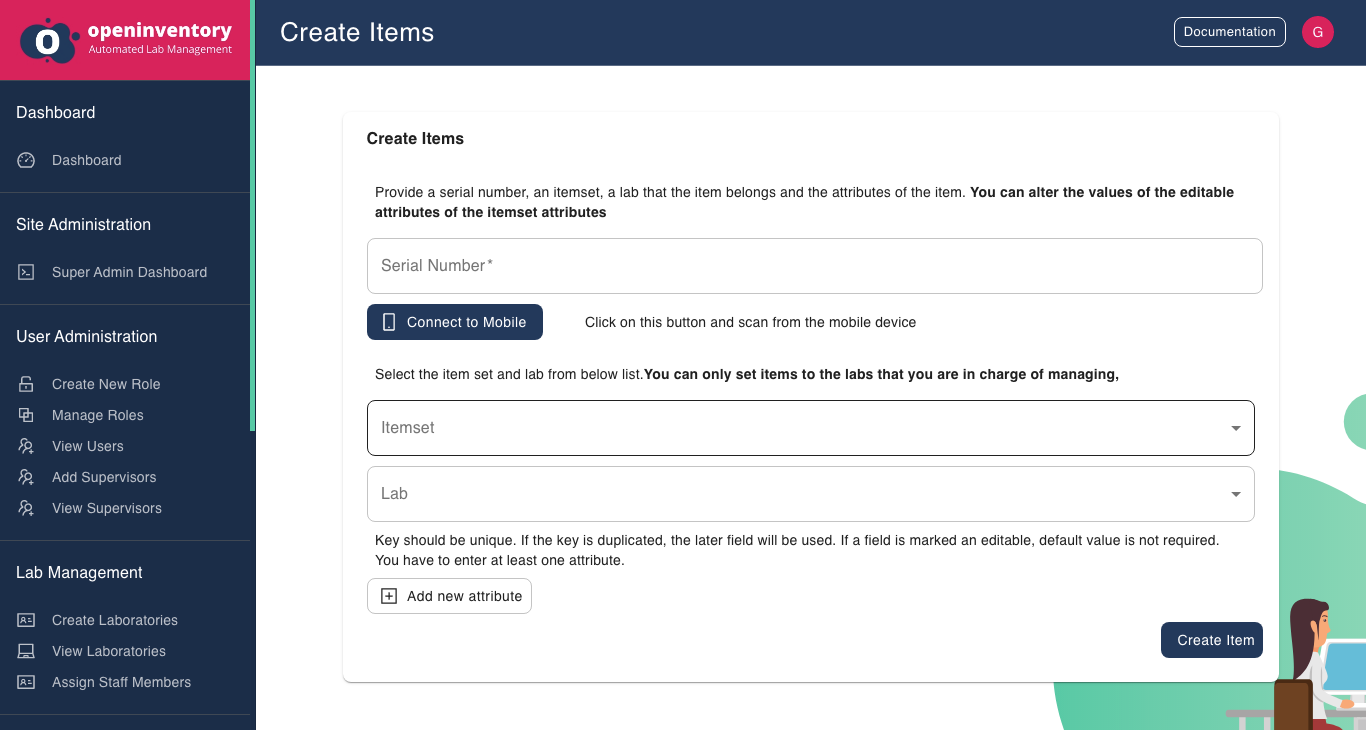 openinventory
Automated Lab Management
Create Items
Documentation
G
Dashboard
Dashboard
Site Administration
Super Admin Dashboard
User Administration
Create New Role
Manage Roles
View Users
Add Supervisors
View Supervisors
Lab Management
Create Laboratories
View Laboratories
Assign Staff Members
Create Items
Provide a serial number, an itemset, a lab that the item belongs and the attributes of the item. You can alter the values of the editable
attributes of the itemset attributes
Serial Number*
Connect to Mobile
Click on this button and scan from the mobile device
Select the item set and lab from below list.You can only set items to the labs that you are in charge of managing,
Itemset
Lab
Key should be unique. If the key is duplicated, the later field will be used. If a field is marked an editable, default value is not required.
You have to enter at least one attribute.
Add new attribute
Create Item